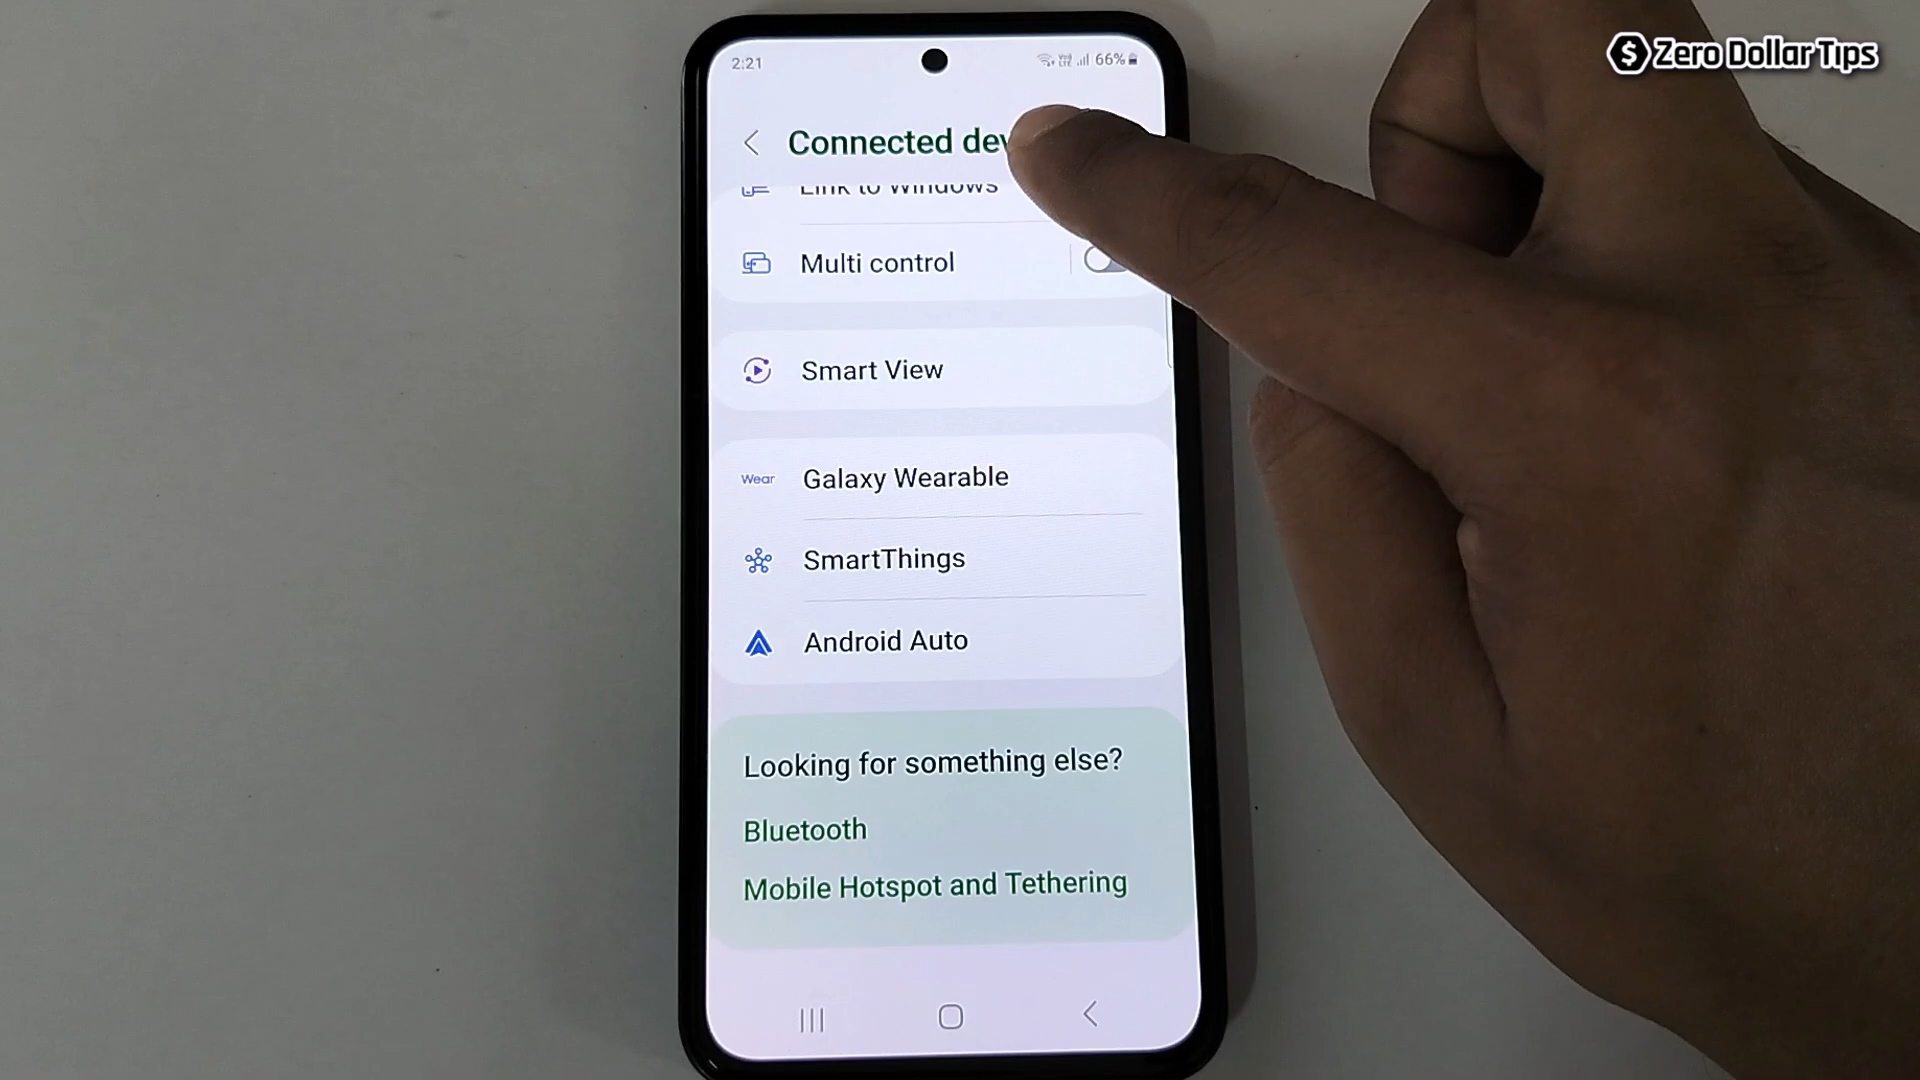 Zero Dollar Tips
2:21
66%
Connected dev
Link to Windows
Multi control
Smart View
Wear Galaxy Wearable
SmartThings
Android Auto
Looking for something else?
Bluetooth
Mobile Hotspot and Tethering